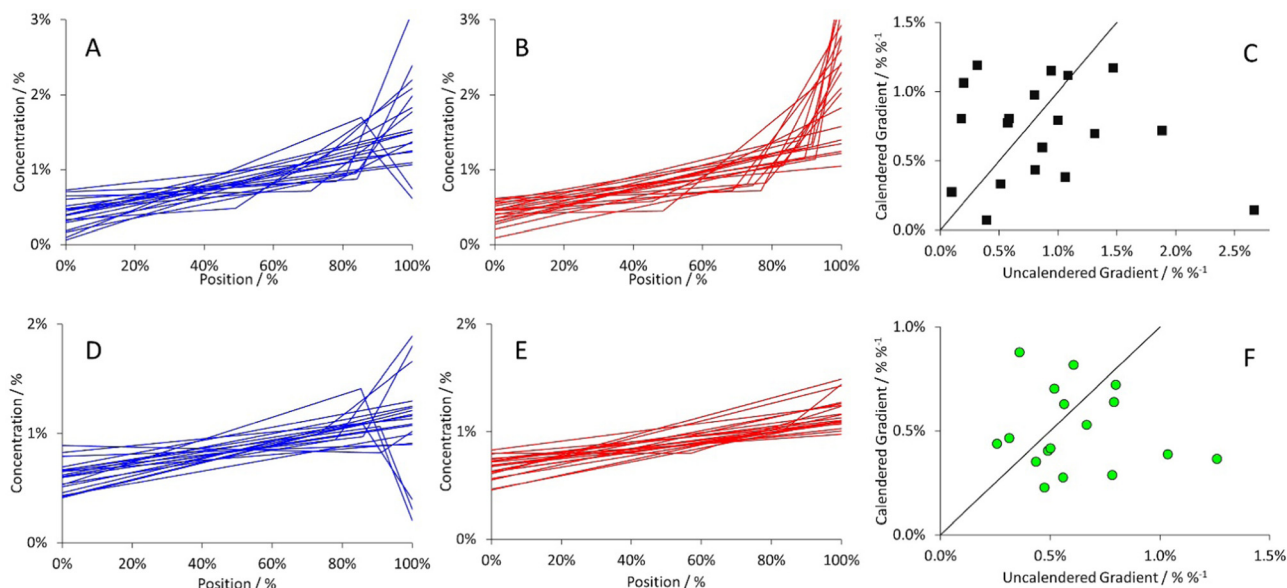 3%
2%
1%
0%
Concentration / %
A
0% 20% 40% 60% 80% 100%
Position / %
3%
2%
1%
0%
Concentration / %
B
0% 20% 40% 60% 80% 100%
Position / %
1.5%
1.0%
0.5%
0.0%
Calendered Gradient / % %⁻¹
C
0.0% 0.5% 1.0% 1.5% 2.0% 2.5%
Uncalendered Gradient / % %⁻¹
2%
1%
0%
Concentration / %
D
0% 20% 40% 60% 80% 100%
Position / %
2%
1%
0%
Concentration / %
E
0% 20% 40% 60% 80% 100%
Position / %
1.0%
0.5%
0.0%
Calendered Gradient / % %⁻¹
F
0.0% 0.5% 1.0% 1.5%
Uncalendered Gradient / % %⁻¹